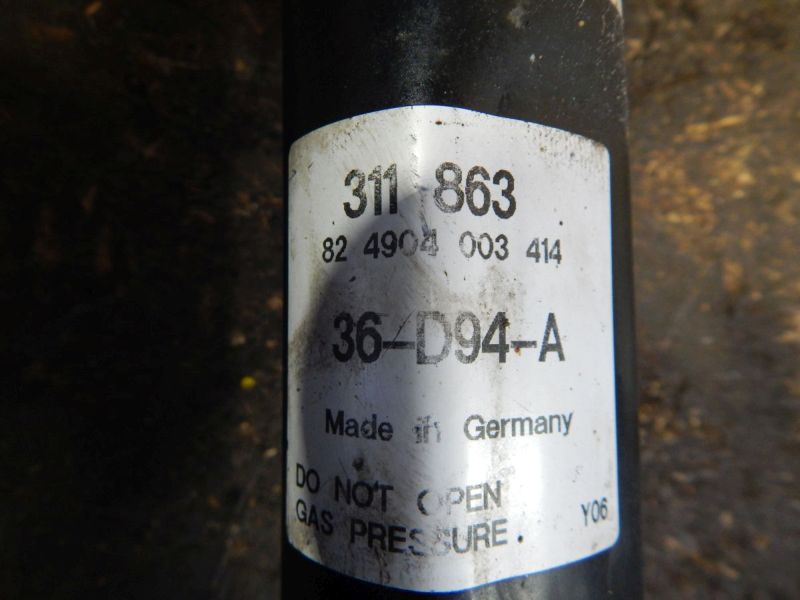 311 863
82 4904 003 414
36-D94-A
Made in Germany
DO NOT OPEN
GAS PRESSURE. Y06